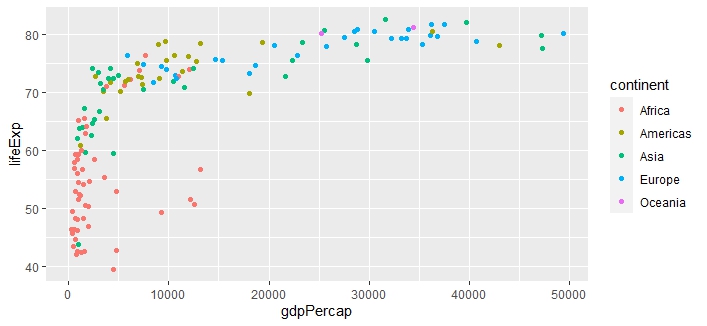 80
70
60
50
40
lifeExp
0
10000
20000
30000
40000
50000
gdpPercap
continent
Africa
Americas
Asia
Europe
Oceania